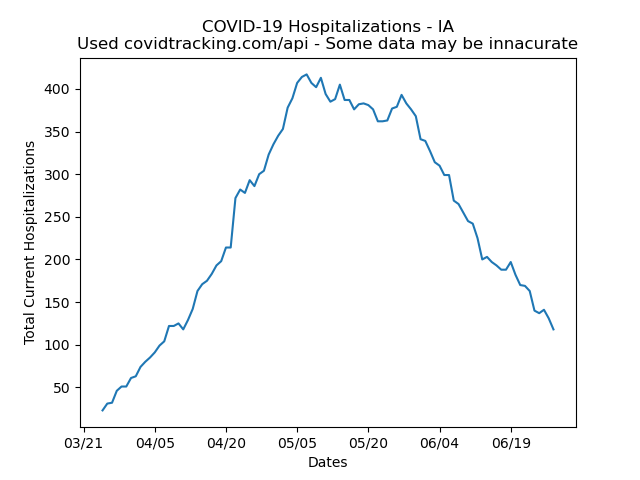 COVID-19 Hospitalizations - IA
Used covidtracking.com/api - Some data may be innacurate
Total Current Hospitalizations
400
350
300
250
200
150
100
50
03/21 04/05 04/20 05/05 05/20 06/04 06/19
Dates